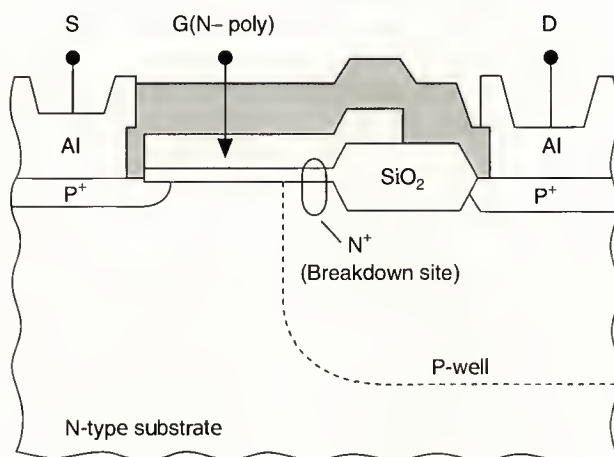 S
G(N– poly)
D
Al
Al
SiO₂
P⁺
P⁺
N⁺
(Breakdown site)
P-well
N-type substrate